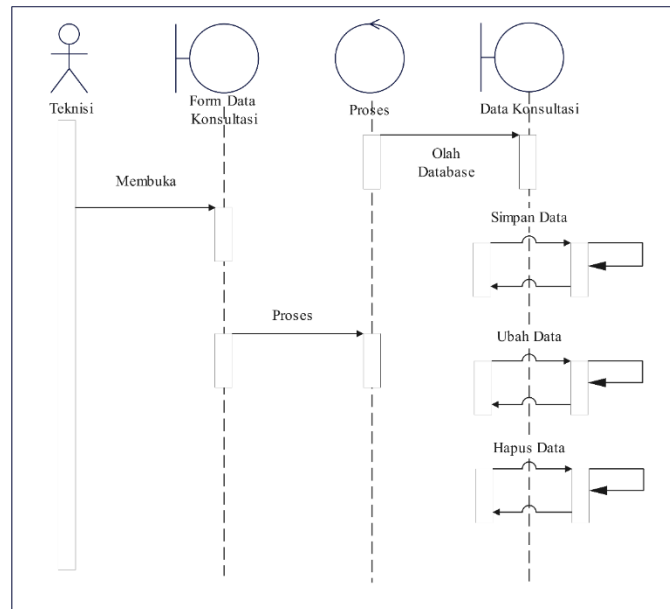 Teknisi
Form Data
Konsultasi
Proses
Data Konsultasi
Olah
Database
Membuka
Simpan Data
Proses
Ubah Data
Hapus Data